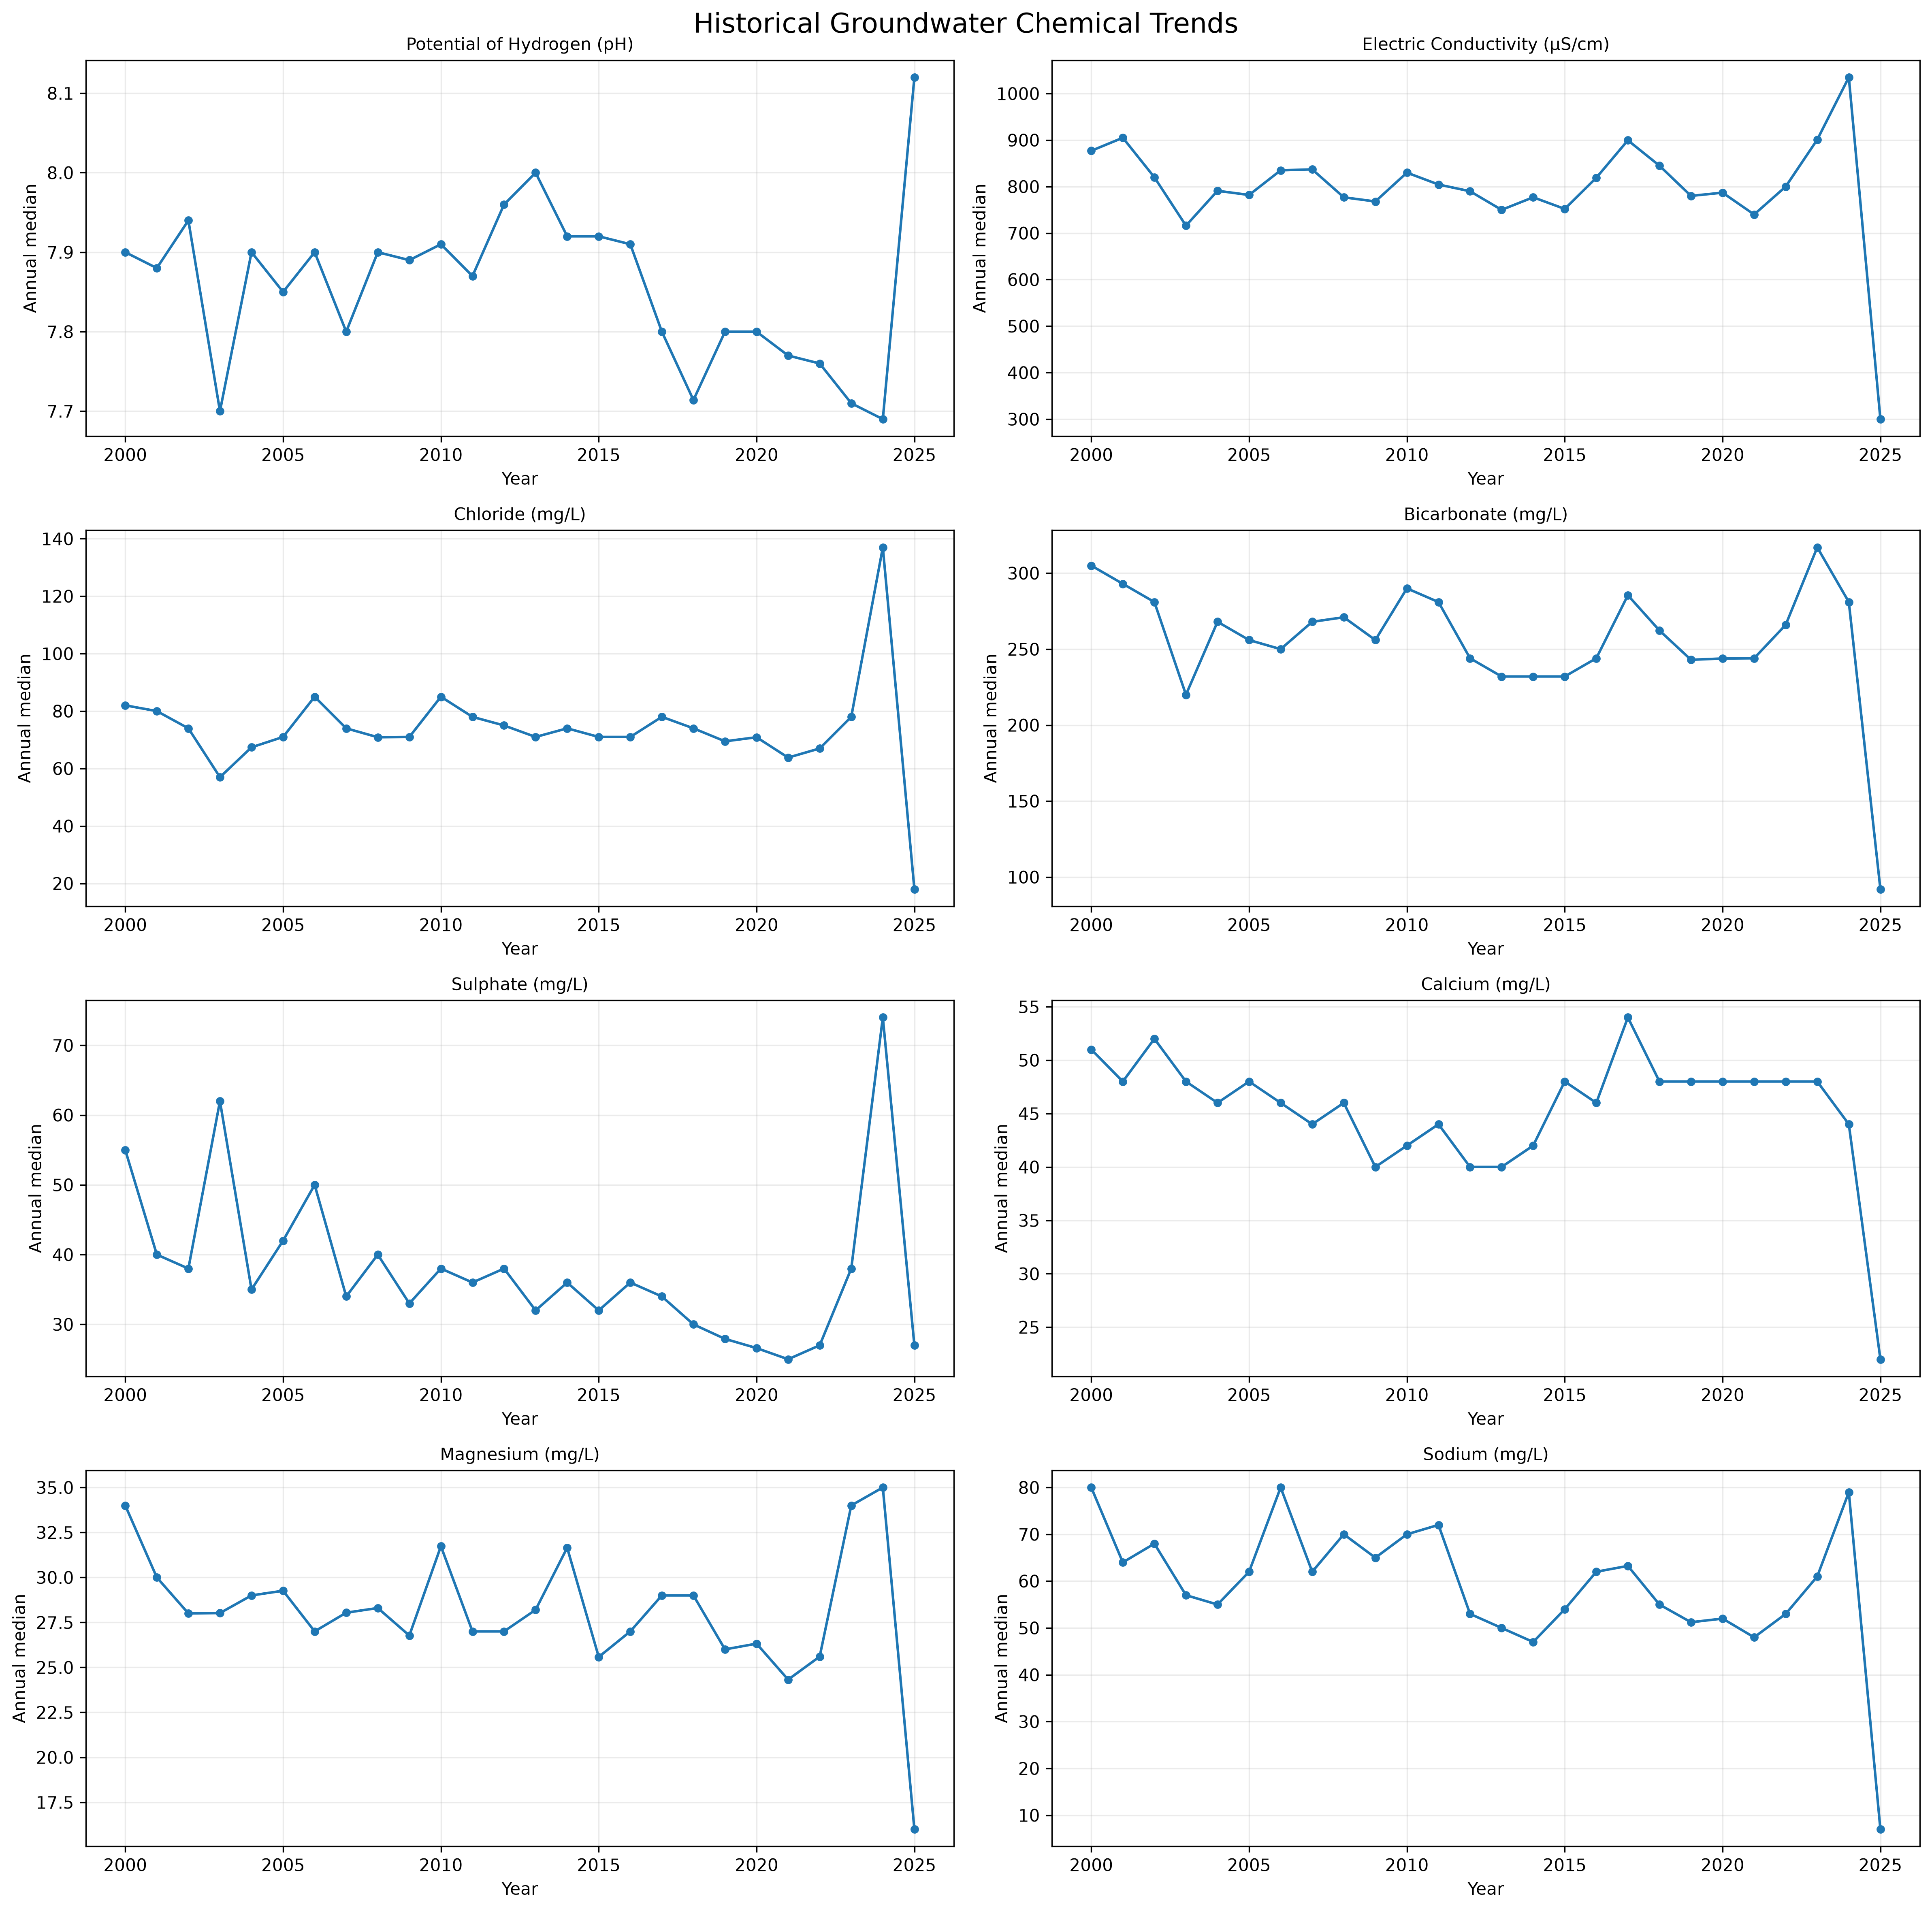 Historical Groundwater Chemical Trends
Potential of Hydrogen (pH)
Annual median
8.1
8.0
7.9
7.8
7.7
2000 2005 2010 2015 2020 2025
Year
Electric Conductivity (µS/cm)
Annual median
1000
900
800
700
600
500
400
300
2000 2005 2010 2015 2020 2025
Year
Chloride (mg/L)
Annual median
140
120
100
80
60
40
20
2000 2005 2010 2015 2020 2025
Year
Bicarbonate (mg/L)
Annual median
300
250
200
150
100
2000 2005 2010 2015 2020 2025
Year
Sulphate (mg/L)
Annual median
70
60
50
40
30
2000 2005 2010 2015 2020 2025
Year
Calcium (mg/L)
Annual median
55
50
45
40
35
30
25
2000 2005 2010 2015 2020 2025
Year
Magnesium (mg/L)
Annual median
35.0
32.5
30.0
27.5
25.0
22.5
20.0
17.5
2000 2005 2010 2015 2020 2025
Year
Sodium (mg/L)
Annual median
80
70
60
50
40
30
20
10
2000 2005 2010 2015 2020 2025
Year